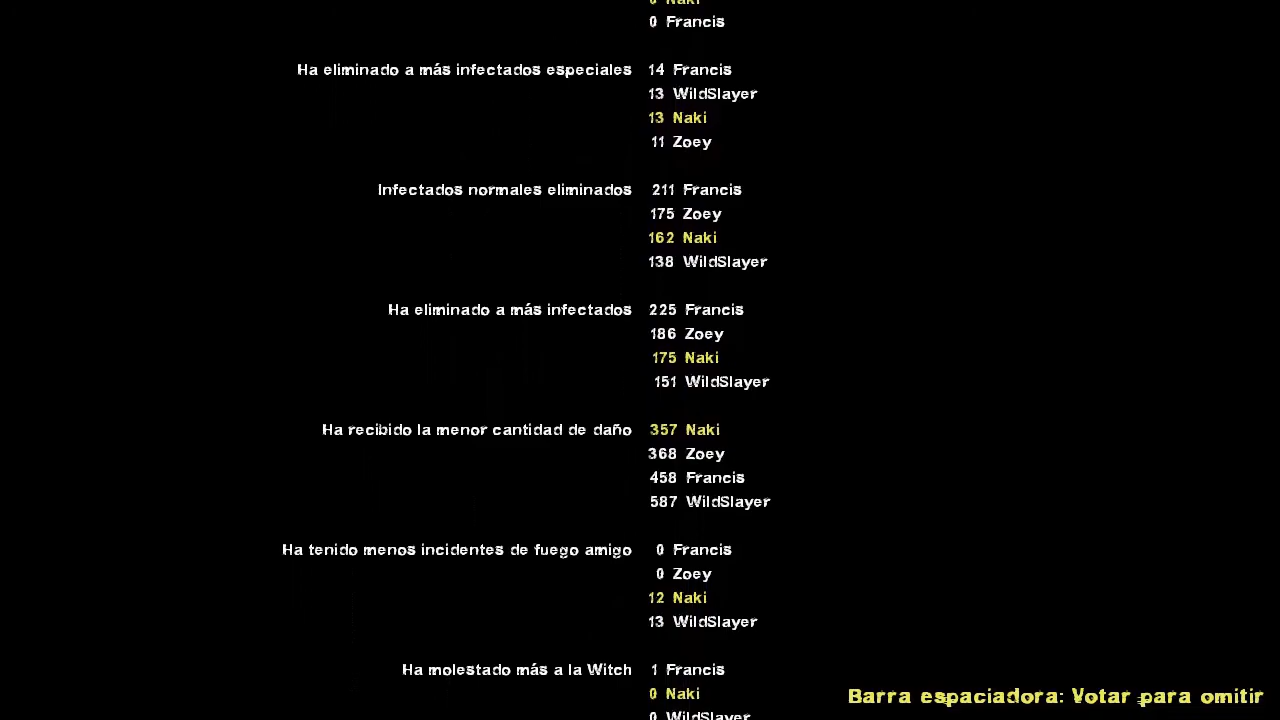 0 Naki
0 Francis
Ha eliminado a más infectados especiales 14 Francis
13 WildSlayer
13 Naki
11 Zoey
Infectados normales eliminados 211 Francis
175 Zoey
162 Naki
138 WildSlayer
Ha eliminado a más infectados 225 Francis
186 Zoey
175 Naki
151 WildSlayer
Ha recibido la menor cantidad de daño 357 Naki
368 Zoey
458 Francis
587 WildSlayer
Ha tenido menos incidentes de fuego amigo 0 Francis
0 Zoey
12 Naki
13 WildSlayer
Ha molestado más a la Witch 1 Francis
0 Naki
0 WildSlayer
Barra espaciadora: Votar para omitir